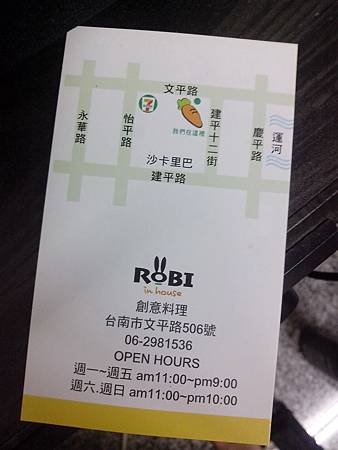 文平路
7
ELEVEN
我們在這裡
永華路
怡平路
建平十二街
慶平路
運河
沙卡里巴
建平路
ROBI
in house
創意料理
台南市文平路506號
06-2981536
OPEN HOURS
週一~週五 am11:00~pm9:00
週六.週日 am11:00~pm10:00